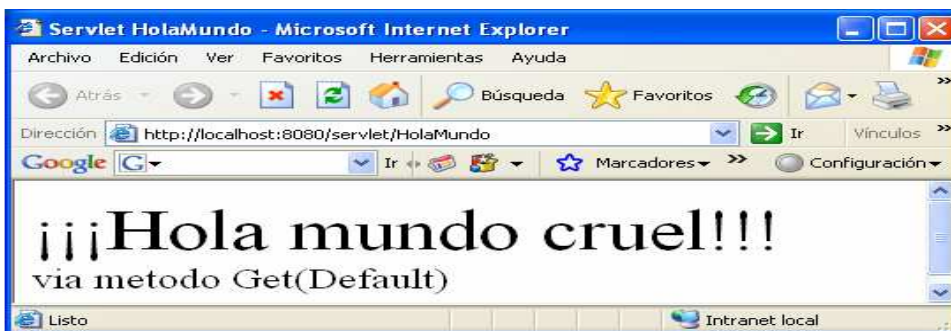 Servlet HolaMundo - Microsoft Internet Explorer
Archivo Edición Ver Favoritos Herramientas Ayuda
Atrás Búsqueda Favoritos »
Dirección http://localhost:8080/servlet/HolaMundo Ir Vínculos »
Google G Ir Marcadores » Configuración
¡¡¡Hola mundo cruel!!!
via metodo Get(Default)
Listo Intranet local